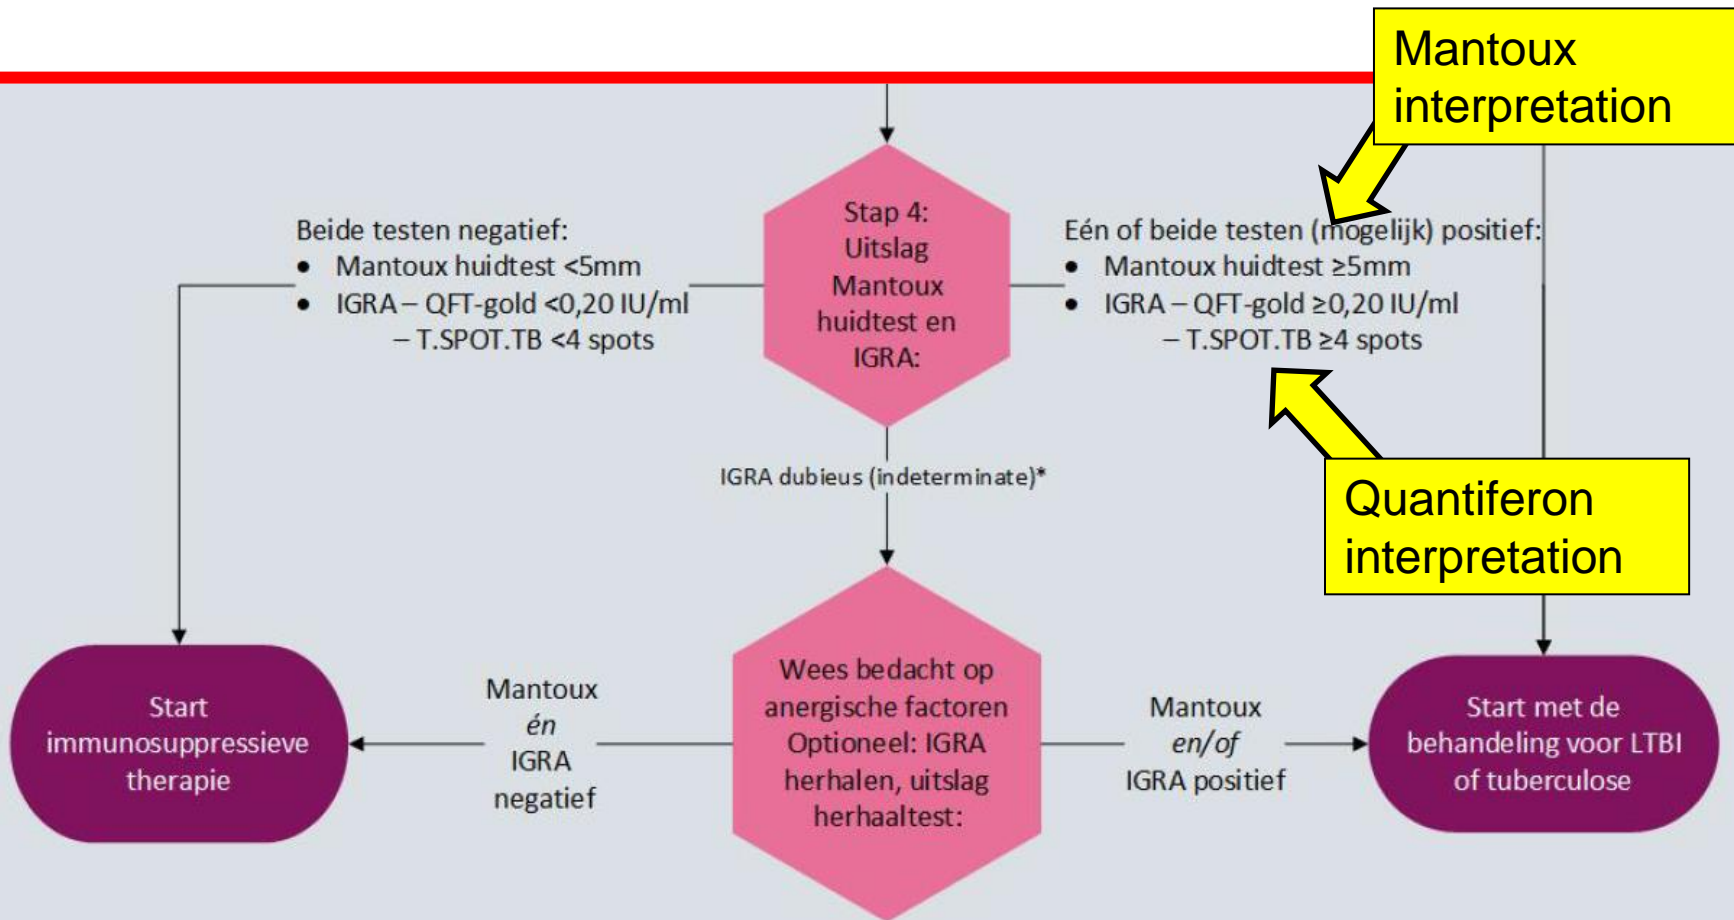 Mantoux
interpretation
Stap 4:
Uitslag
Mantoux
huidtest en
IGRA:
Beide testen negatief:
• Mantoux huidtest <5mm
• IGRA – QFT-gold <0,20 IU/ml
– T.SPOT.TB <4 spots
Eén of beide testen (mogelijk) positief:
• Mantoux huidtest ≥5mm
• IGRA – QFT-gold ≥0,20 IU/ml
– T.SPOT.TB ≥4 spots
IGRA dubieus (indeterminate)*
Quantiferon
interpretation
Start
immunosuppressieve
therapie
Mantoux
én
IGRA
negatief
Wees bedacht op
anergische factoren
Optioneel: IGRA
herhalen, uitslag
herhaaltest:
Mantoux
en/of
IGRA positief
Start met de
behandeling voor LTBI
of tuberculose